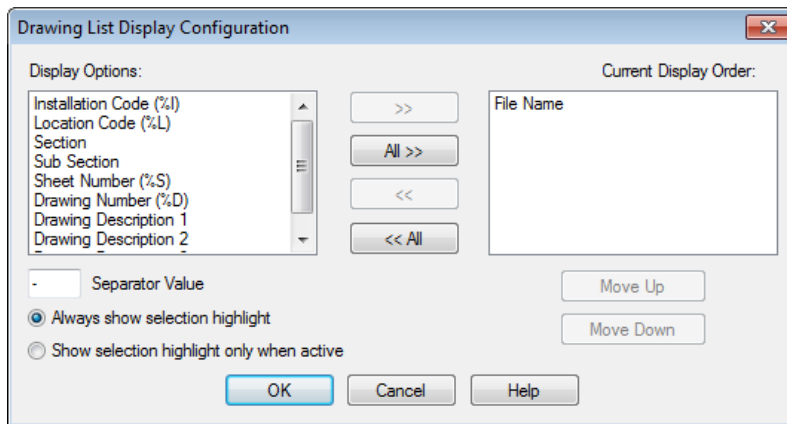 Drawing List Display Configuration
Display Options:
Current Display Order:
Installation Code (%I)
Location Code (%L)
Section
Sub Section
Sheet Number (%S)
Drawing Number (%D)
Drawing Description 1
Drawing Description 2
>>
All >>
<<
<< All
File Name
- Separator Value
Always show selection highlight
Show selection highlight only when active
Move Up
Move Down
OK Cancel Help